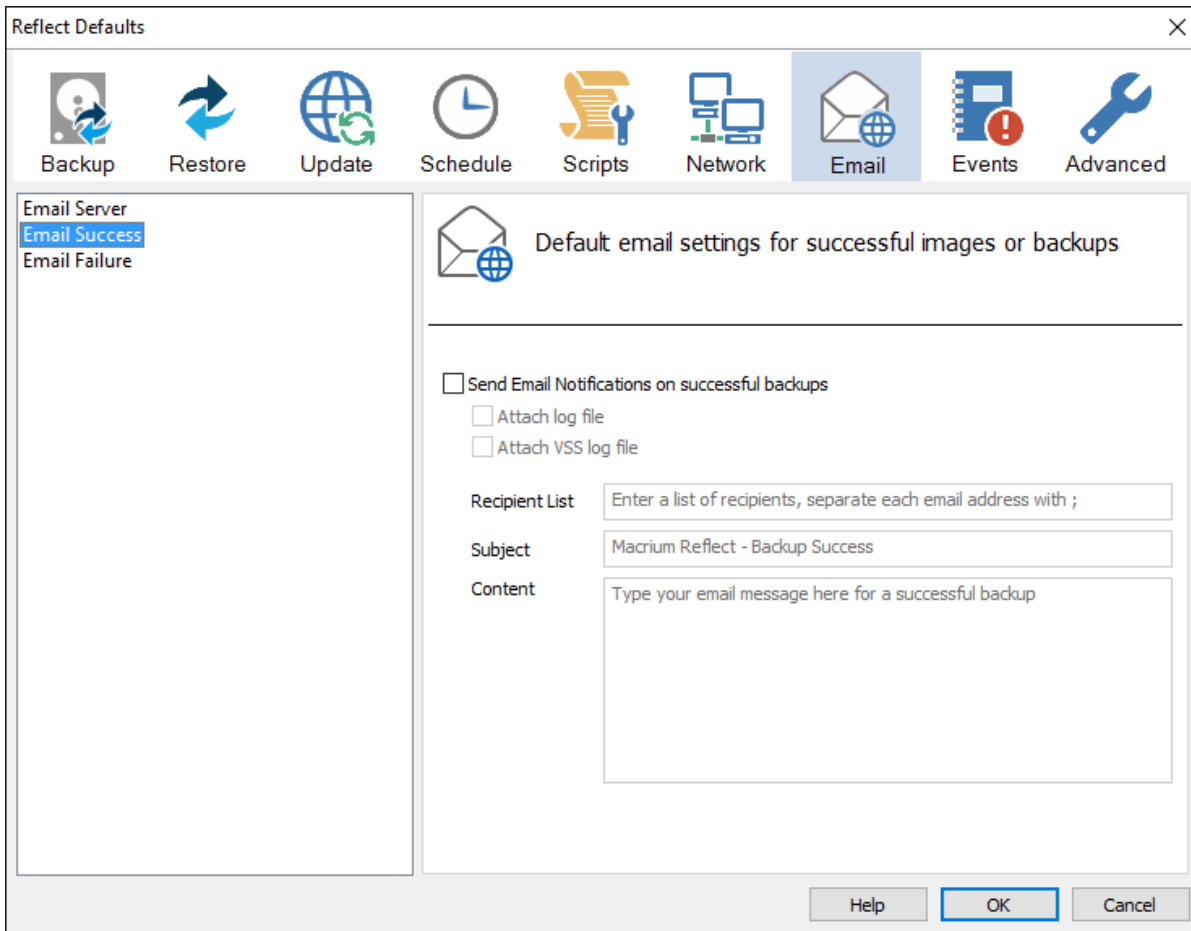 Reflect Defaults
Backup
Restore
Update
Schedule
Scripts
Network
Email
Events
Advanced
Email Server
Email Success
Email Failure
Default email settings for successful images or backups
Send Email Notifications on successful backups
Attach log file
Attach VSS log file
Recipient List
Enter a list of recipients, separate each email address with ;
Subject
Macrium Reflect - Backup Success
Content
Type your email message here for a successful backup
Help
OK
Cancel